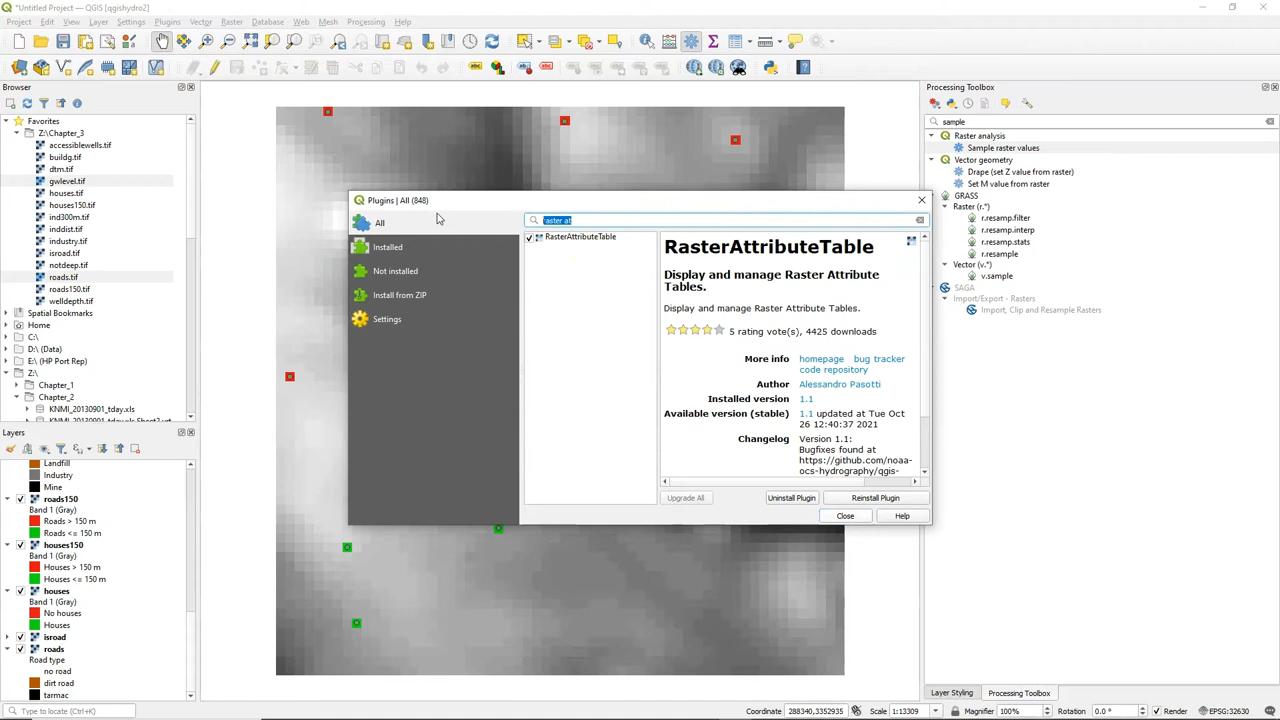 *Untitled Project — QGIS [qgishydro2]
Project Edit View Layer Settings Plugins Vector Raster Database Web Mesh Processing Help
Browser
Favorites
Z:\Chapter_3
accessiblewells.tif
buildg.tif
dtm.tif
gwlevel.tif
houses.tif
houses150.tif
ind300m.tif
inddist.tif
industry.tif
isroad.tif
notdeep.tif
roads.tif
roads150.tif
welldepth.tif
Spatial Bookmarks
Home
C:\
D:\ (Data)
E:\ (HP Port Rep)
Z:\
Chapter_1
Chapter_2
KNMI_20130901_tday.xls
Layers
Landfill
Industry
Mine
roads150
Band 1 (Gray)
Roads > 150 m
Roads <= 150 m
houses150
Band 1 (Gray)
Houses > 150 m
Houses <= 150 m
houses
Band 1 (Gray)
No houses
Houses
isroad
roads
Road type
no road
dirt road
tarmac
Plugins | All (848)
All
Installed
Not installed
Install from ZIP
Settings
raster at
RasterAttributeTable
RasterAttributeTable
Display and manage Raster Attribute
Tables.
Display and manage Raster Attribute Tables.
5 rating vote(s), 4425 downloads
More info homepage bug tracker
code repository
Author Alessandro Pasotti
Installed version 1.1
Available version (stable) 1.1 updated at Tue Oct
26 12:40:37 2021
Changelog Version 1.1:
Bugfixes found at
https://github.com/noaa-
ocs-hydrography/qgis-
Upgrade All Uninstall Plugin Reinstall Plugin
Close Help
Processing Toolbox
sample
Raster analysis
Sample raster values
Vector geometry
Drape (set Z value from raster)
Set M value from raster
GRASS
Raster (r.*)
r.resamp.filter
r.resamp.interp
r.resamp.stats
r.resample
Vector (v.*)
v.sample
SAGA
Import/Export - Rasters
Import, Clip and Resample Rasters
Layer Styling Processing Toolbox
Type to locate (Ctrl+K) Coordinate 288340,3352935 Scale 1:13309 Magnifier 100% Rotation 0.0 ° Render EPSG:32630